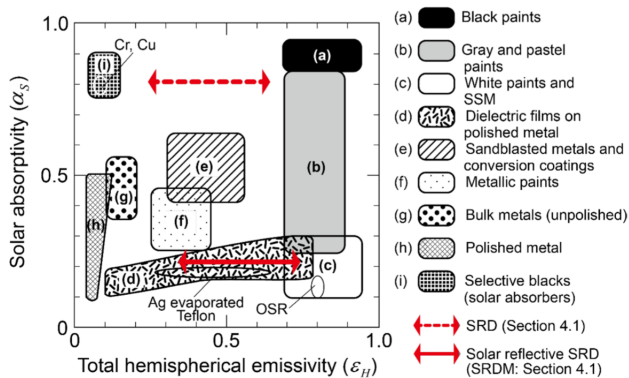 1.0
0.5
0
0
0.5
1.0
Solar absorptivity (αS)
Total hemispherical emissivity (εH)
Cr, Cu
(i)
(a)
(b)
(e)
(g)
(h)
(f)
(d)
(c)
Ag evaporated
Teflon
OSR
(a) Black paints
(b) Gray and pastel
paints
(c) White paints and
SSM
(d) Dielectric films on
polished metal
(e) Sandblasted metals and
conversion coatings
(f) Metallic paints
(g) Bulk metals (unpolished)
(h) Polished metal
(i) Selective blacks
(solar absorbers)
SRD (Section 4.1)
Solar reflective SRD
(SRDM: Section 4.1)